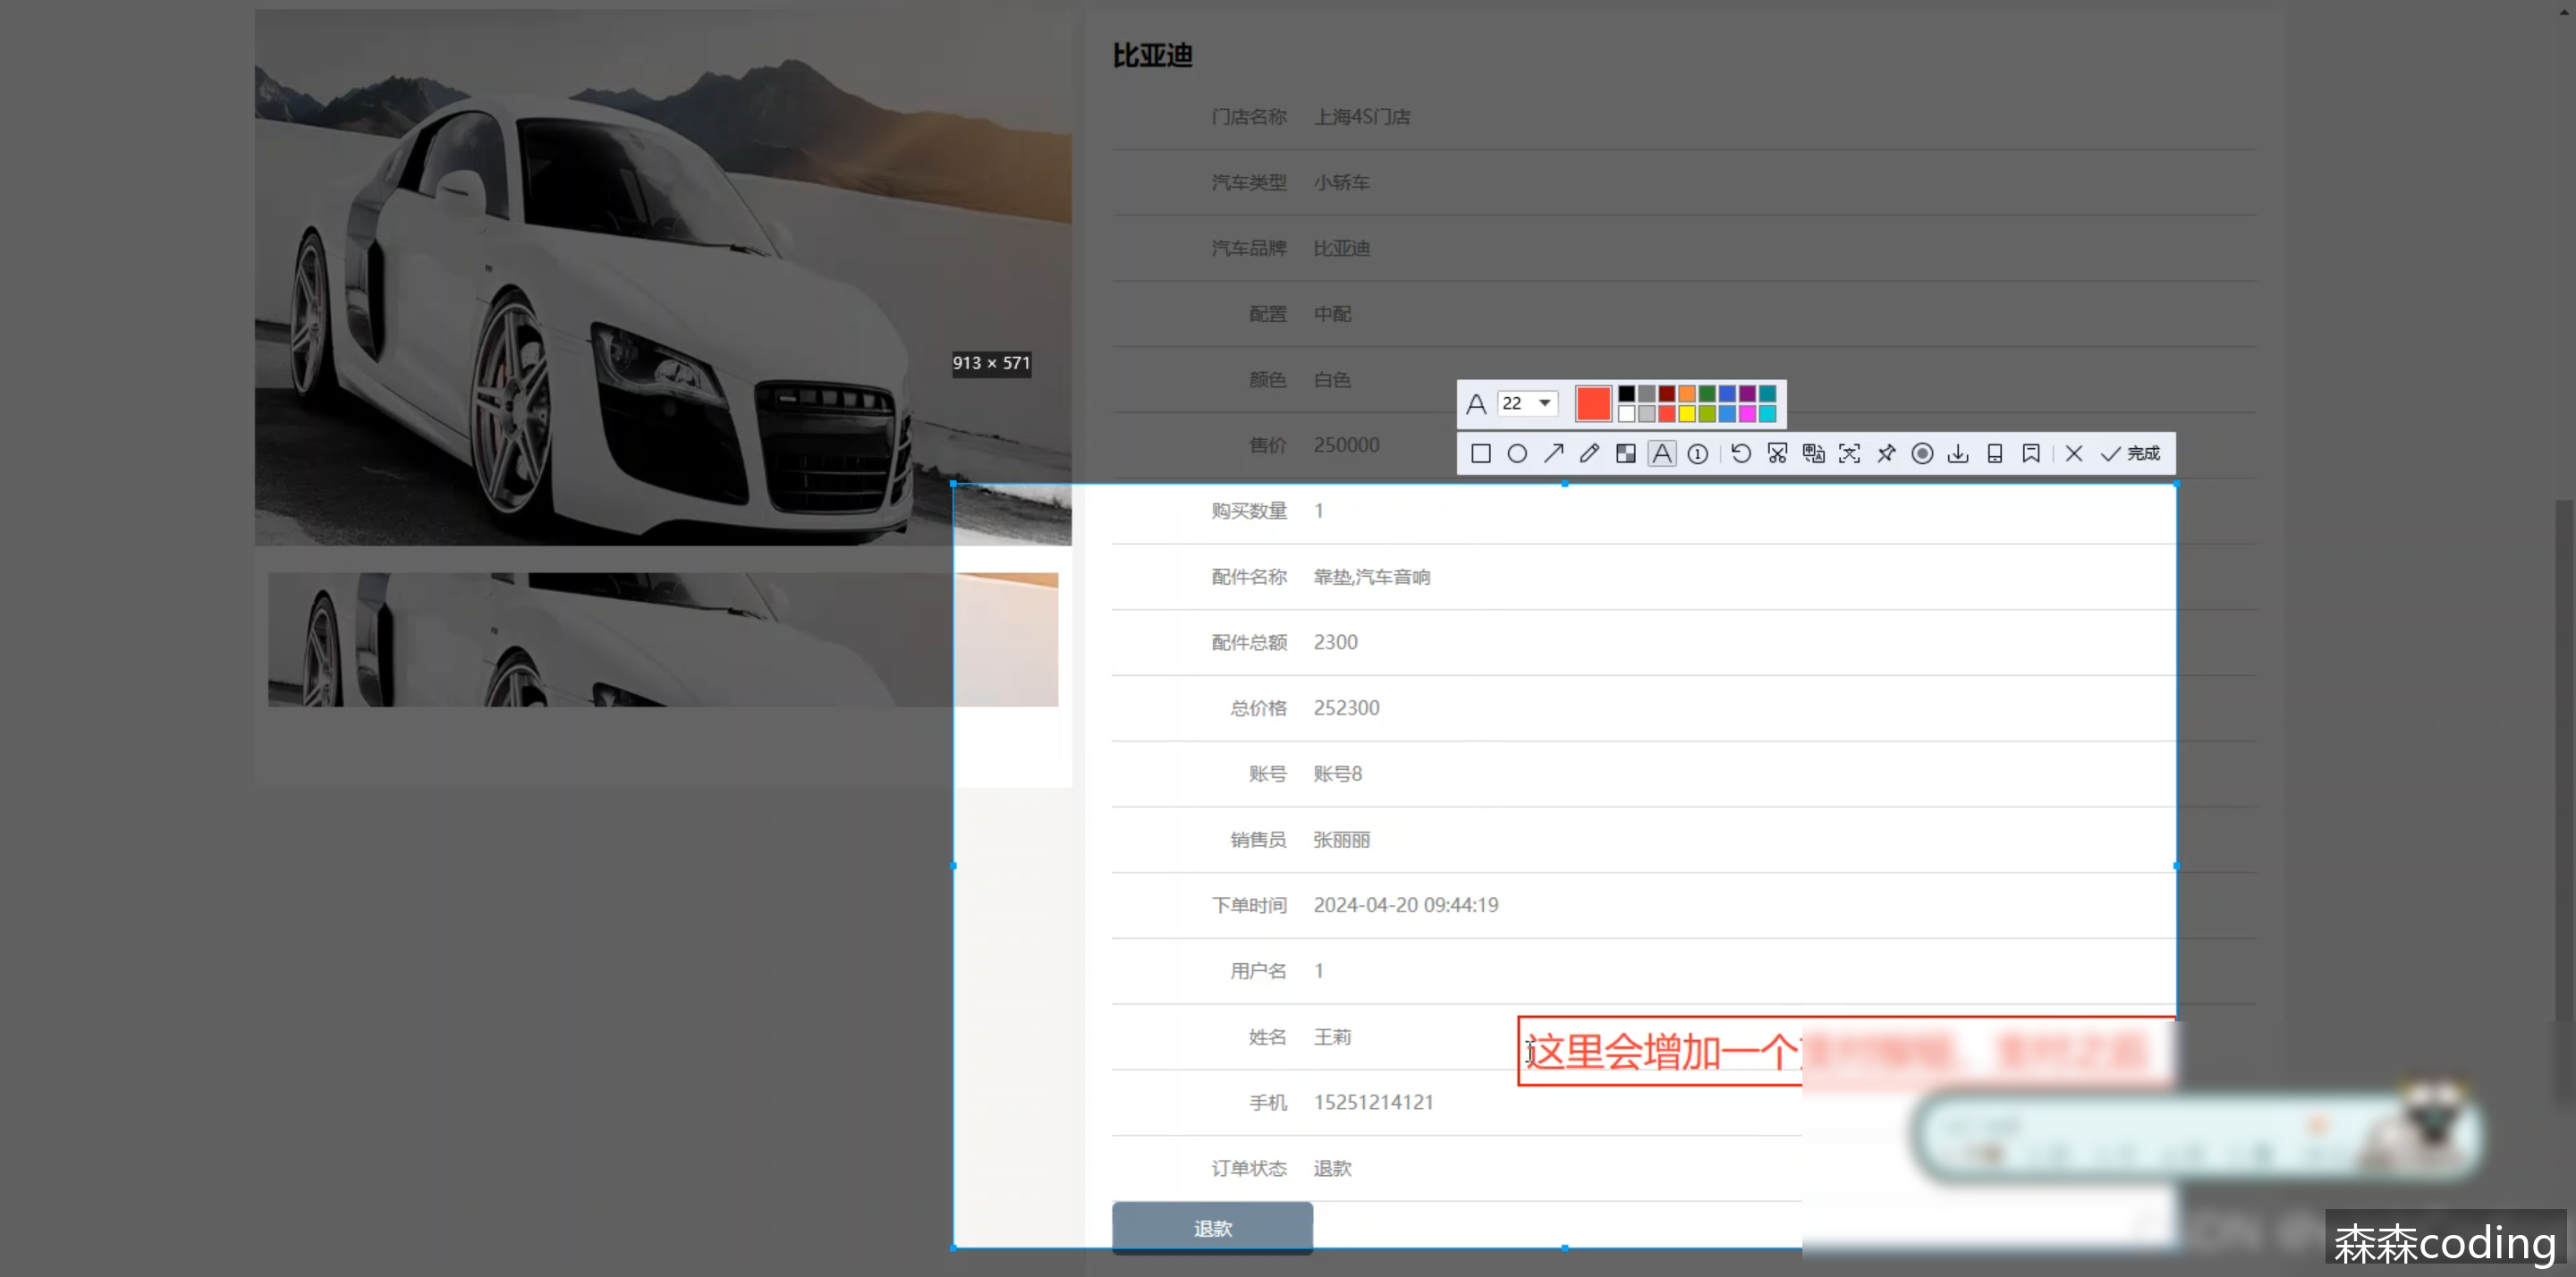 比亚迪
门店名称 上海4S门店
汽车类型 小轿车
汽车品牌 比亚迪
配置 中配
913 × 571
颜色 白色
22
售价 250000
完成
购买数量 1
配件名称 靠垫,汽车音响
配件总额 2300
总价格 252300
账号 账号8
销售员 张丽丽
下单时间 2024-04-20 09:44:19
用户名 1
姓名 王莉
这里会增加一个
手机 15251214121
订单状态 退款
退款
森森coding